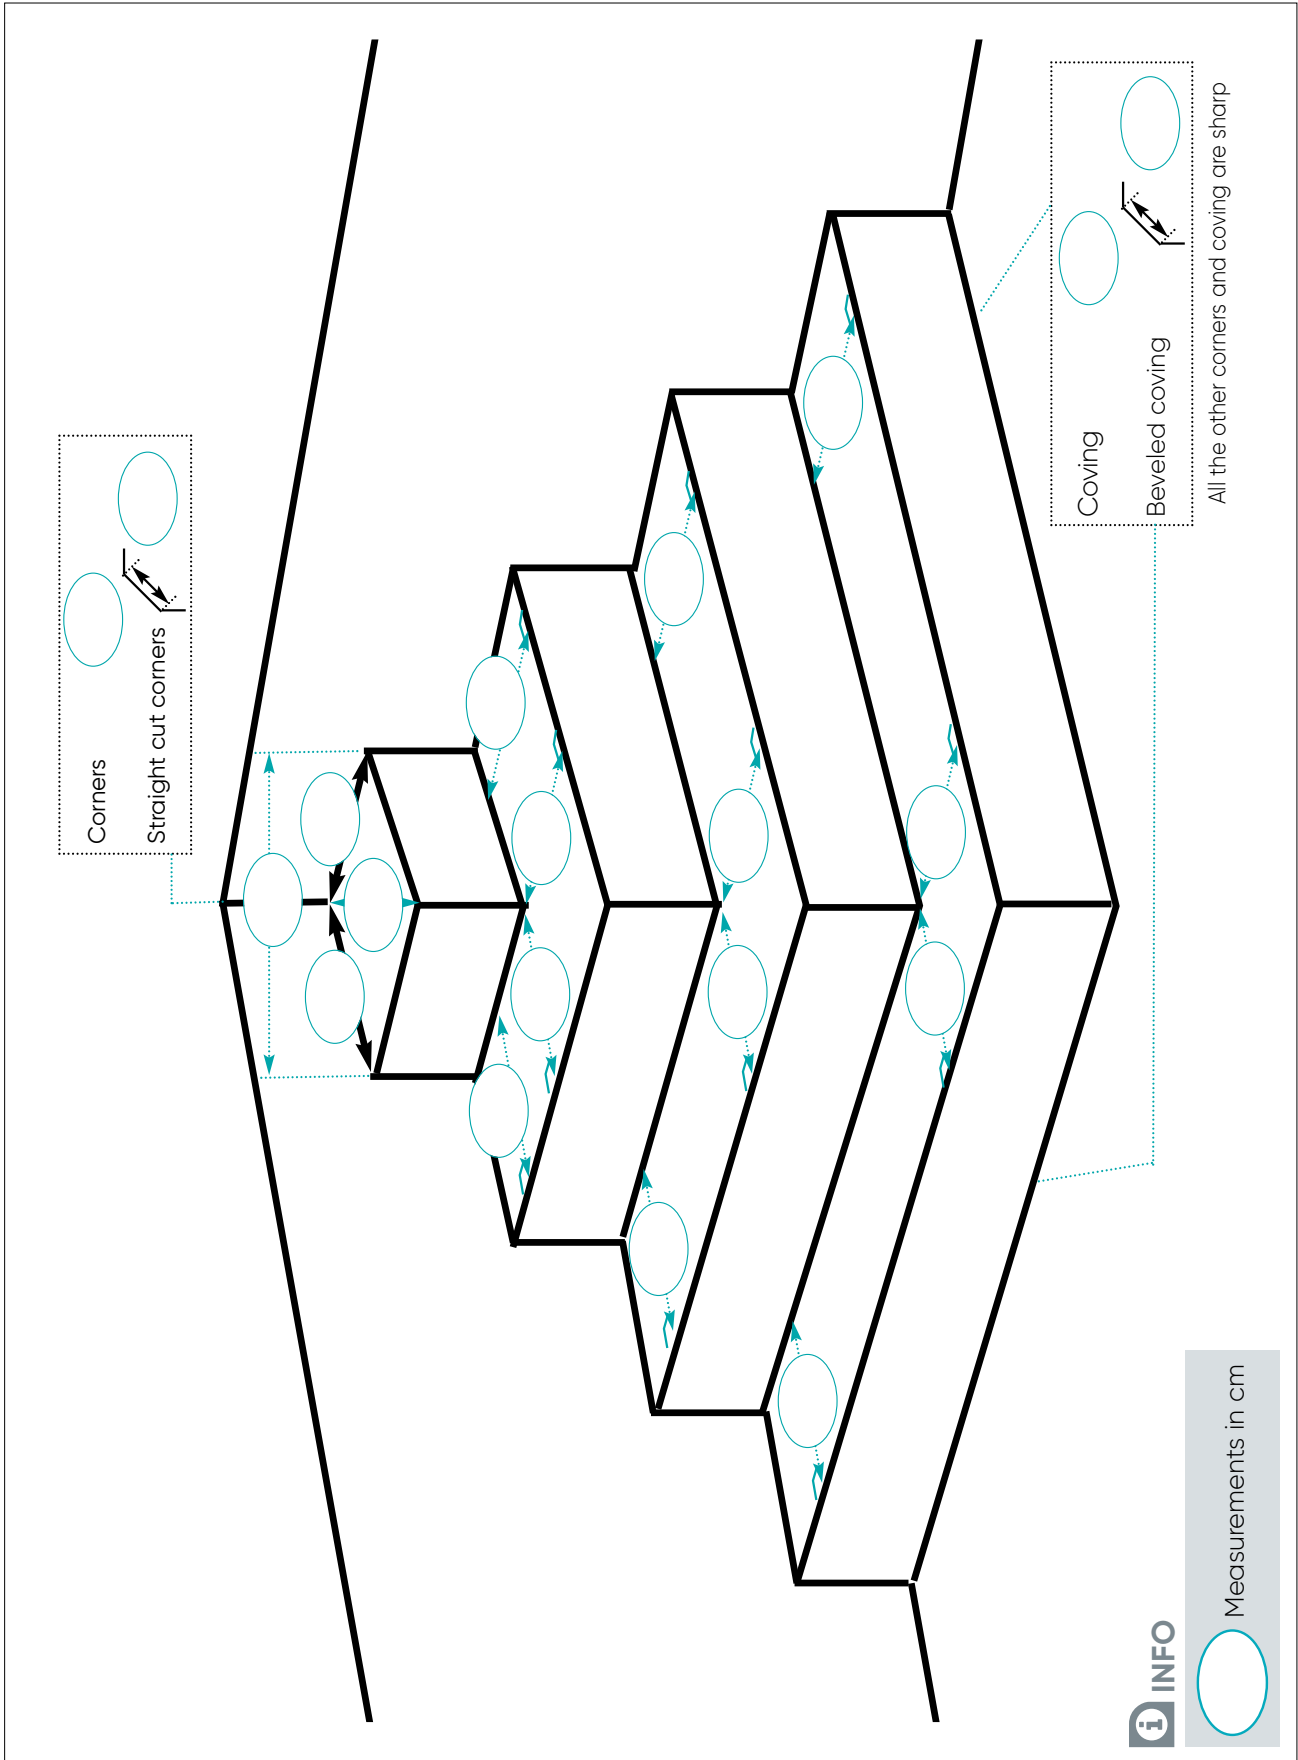 Corners
Straight cut corners
Coving
Beveled coving
All the other corners and coving are sharp
i INFO
Measurements in cm